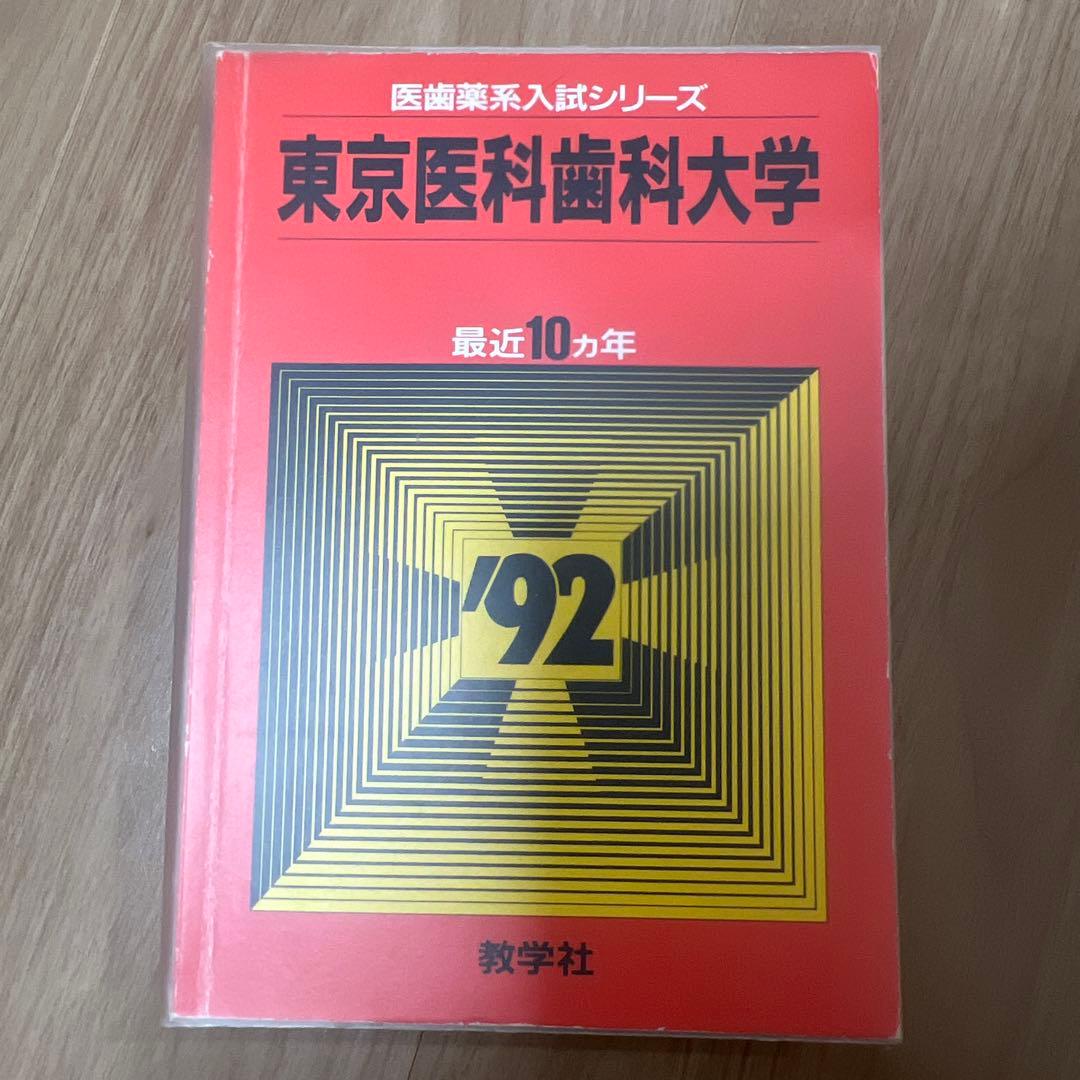 医歯薬系入試シリーズ
東京医科歯科大学
最近10ヵ年
'92
教学社